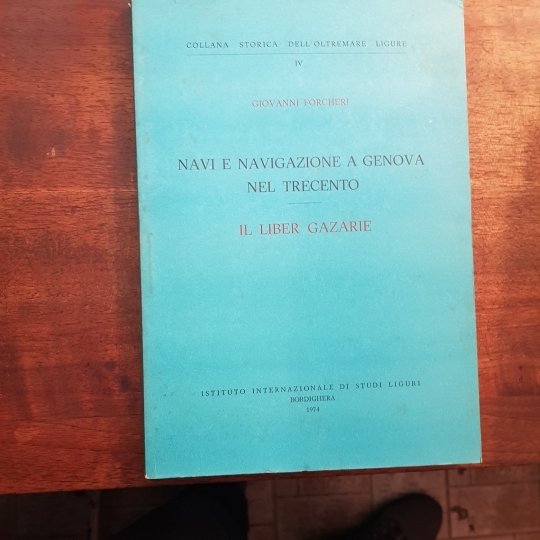 COLLANA STORICA DELL'OLTREMARE LIGURE
IV
GIOVANNI FORCHERI
NAVI E NAVIGAZIONE A GENOVA
NEL TRECENTO
IL LIBER GAZARIE
ISTITUTO INTERNAZIONALE DI STUDI LIGURI
BORDIGHERA
1974